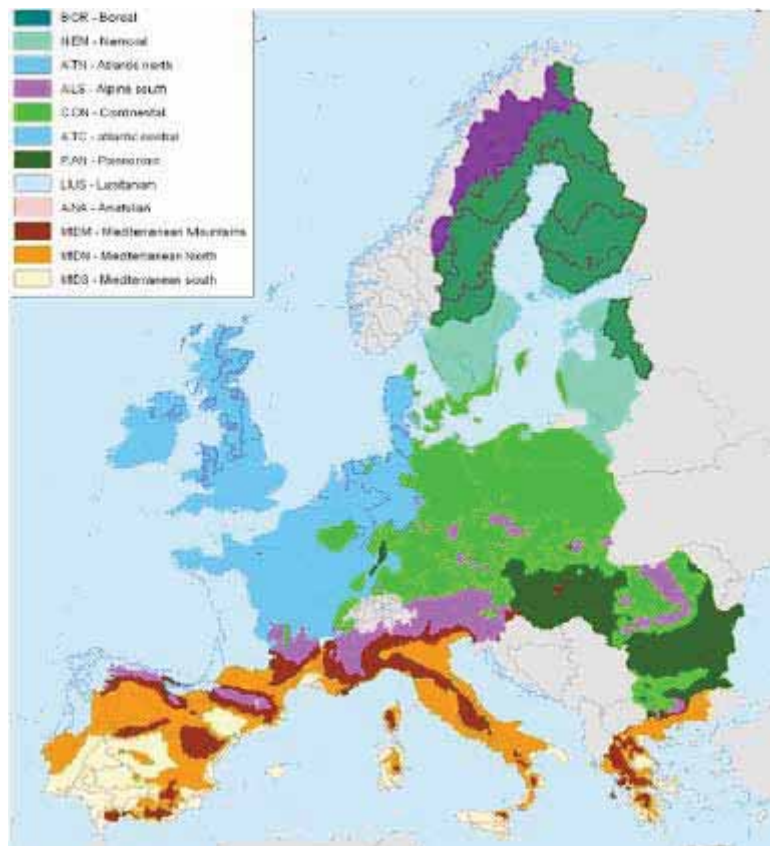 BOR - Boreal
NEM - Nemoral
ATN - Atlantic north
ALS - Alpine south
CON - Continental
ATC - atlantic central
PAN - Pannonian
LUS - Lusitaniam
ANA - Anatolian
MDM - Mediterranean Mountains
MDN - Mediterranean North
MDS - Mediterranean south